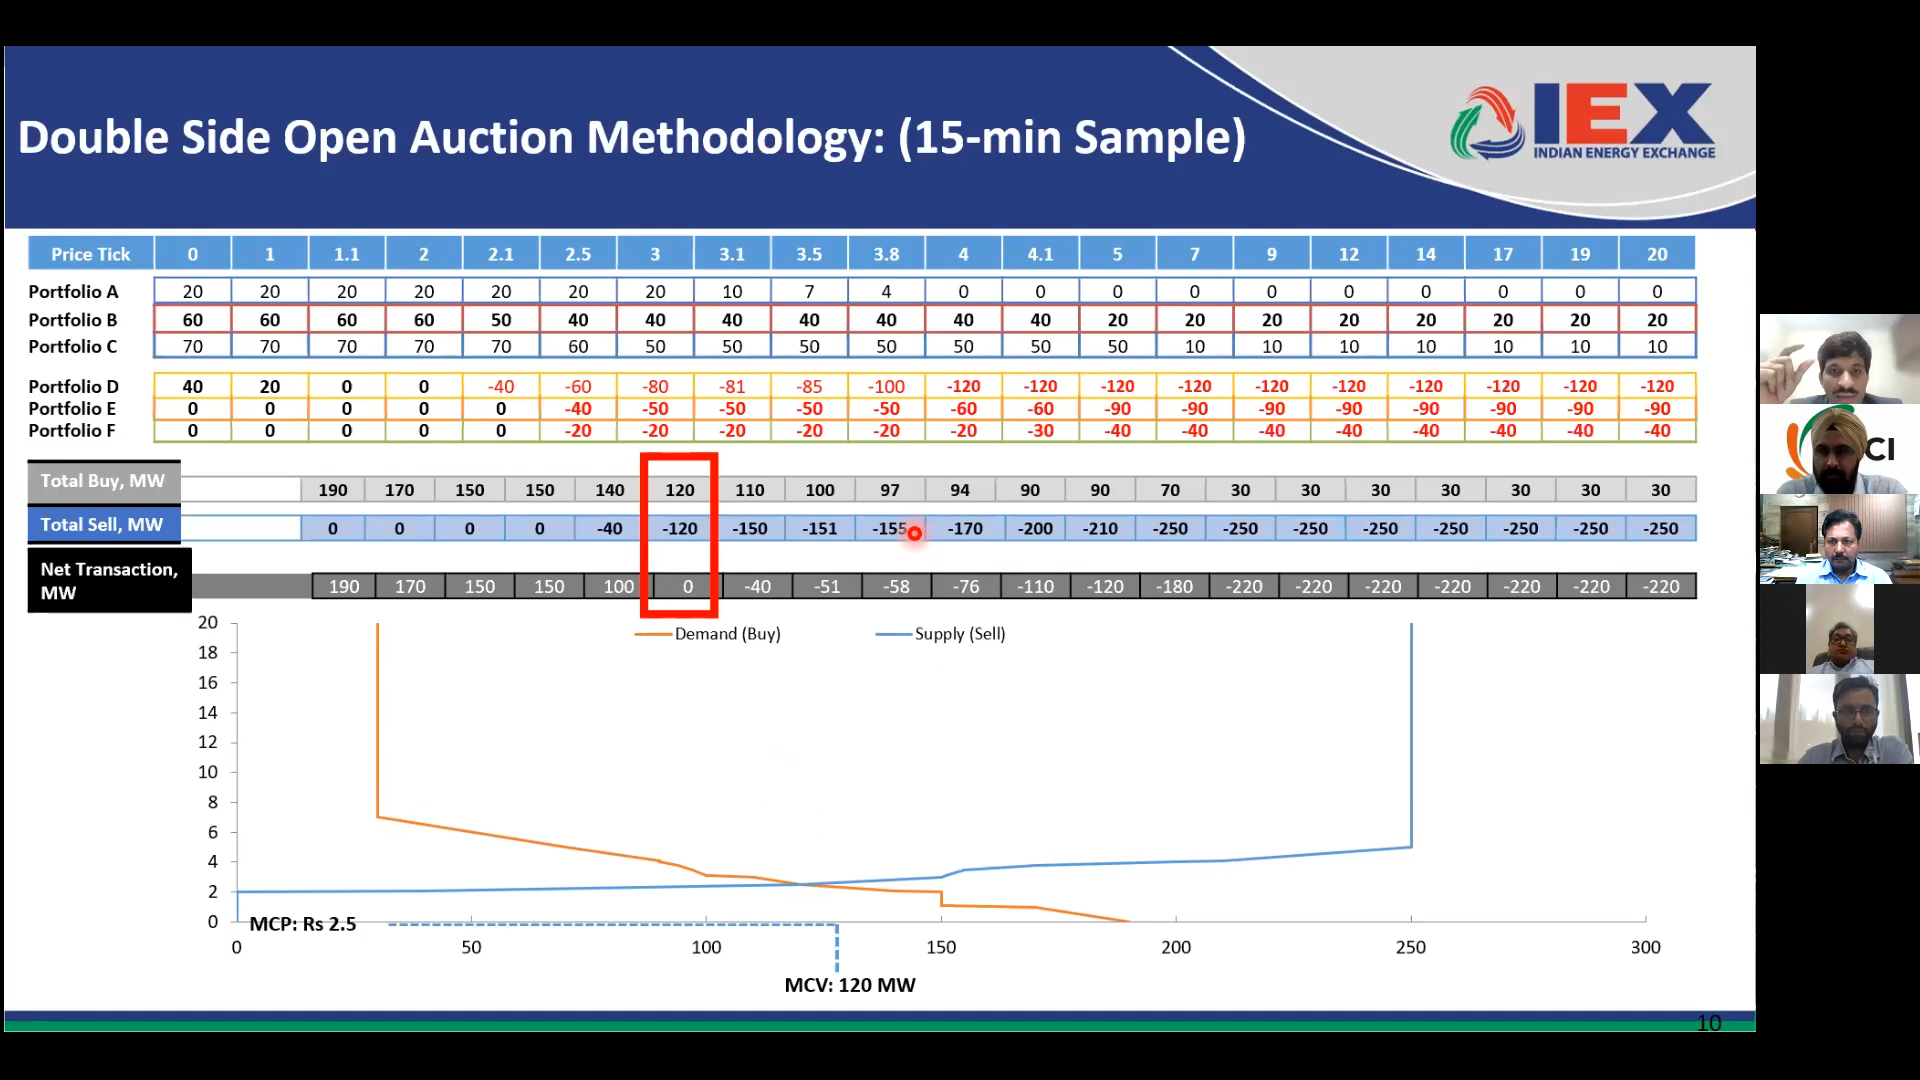 Double Side Open Auction Methodology: (15-min Sample)
IEX
INDIAN ENERGY EXCHANGE
Price Tick 0 1 1.1 2 2.1 2.5 3 3.1 3.5 3.8 4 4.1 5 7 9 12 14 17 19 20
Portfolio A 20 20 20 20 20 20 20 10 7 4 0 0 0 0 0 0 0 0 0 0
Portfolio B 60 60 60 60 50 40 40 40 40 40 40 40 20 20 20 20 20 20 20 20
Portfolio C 70 70 70 70 70 60 50 50 50 50 50 50 50 10 10 10 10 10 10 10
Portfolio D 40 20 0 0 -40 -60 -80 -81 -85 -100 -120 -120 -120 -120 -120 -120 -120 -120 -120 -120
Portfolio E 0 0 0 0 0 -40 -50 -50 -50 -50 -60 -60 -90 -90 -90 -90 -90 -90 -90 -90
Portfolio F 0 0 0 0 0 -20 -20 -20 -20 -20 -20 -30 -40 -40 -40 -40 -40 -40 -40 -40
Total Buy, MW 190 170 150 150 140 120 110 100 97 94 90 90 70 30 30 30 30 30 30 30
Total Sell, MW 0 0 0 0 -40 -120 -150 -151 -155 -170 -200 -210 -250 -250 -250 -250 -250 -250 -250 -250
Net Transaction,
MW
190 170 150 150 100 0 -40 -51 -58 -76 -110 -120 -180 -220 -220 -220 -220 -220 -220 -220
Demand (Buy) Supply (Sell)
20
18
16
14
12
10
8
6
4
2
0
MCP: Rs 2.5
0 50 100 150 200 250 300
MCV: 120 MW
10
CI